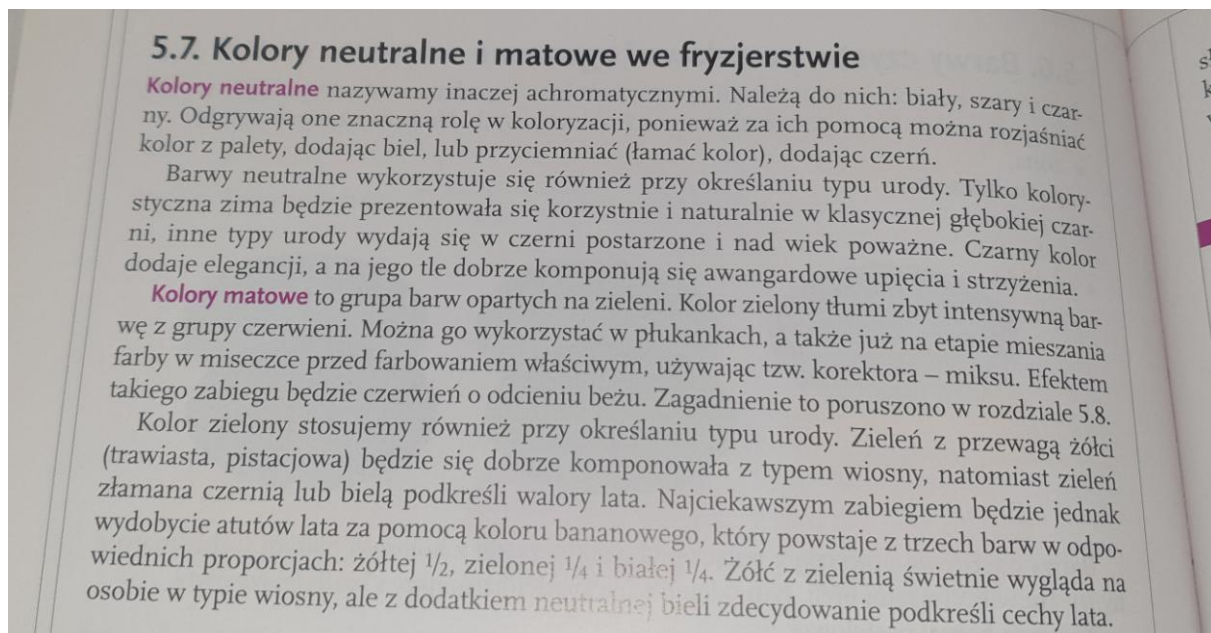 5.7. Kolory neutralne i matowe we fryzjerstwie
Kolory neutralne nazywamy inaczej achromatycznymi. Należą do nich: biały, szary i czar-
ny. Odgrywają one znaczną rolę w koloryzacji, ponieważ za ich pomocą można rozjaśniać
kolor z palety, dodając biel, lub przyciemniać (łamać kolor), dodając czerń.
Barwy neutralne wykorzystuje się również przy określaniu typu urody. Tylko kolory-
styczna zima będzie prezentowała się korzystnie i naturalnie w klasycznej głębokiej czar-
ni, inne typy urody wydają się w czerni postarzone i nad wiek poważne. Czarny kolor
dodaje elegancji, a na jego tle dobrze komponują się awangardowe upięcia i strzyżenia.
Kolory matowe to grupa barw opartych na zieleni. Kolor zielony tłumi zbyt intensywną bar-
wę z grupy czerwieni. Można go wykorzystać w płukankach, a także już na etapie mieszania
farby w miseczce przed farbowaniem właściwym, używając tzw. korektora – miksu. Efektem
takiego zabiegu będzie czerwień o odcieniu beżu. Zagadnienie to poruszono w rozdziale 5.8.
Kolor zielony stosujemy również przy określaniu typu urody. Zieleń z przewagą żółci
(trawiasta, pistacjowa) będzie się dobrze komponowała z typem wiosny, natomiast zieleń
złamana czernią lub bielą podkreśli walory lata. Najciekawszym zabiegiem będzie jednak
wydobycie atutów lata za pomocą koloru bananowego, który powstaje z trzech barw w odpo-
wiednich proporcjach: żółtej 1/2, zielonej 1/4 i białej 1/4. Żółć z zielenią świetnie wygląda na
osobie w typie wiosny, ale z dodatkiem neutralnej bieli zdecydowanie podkreśli cechy lata.